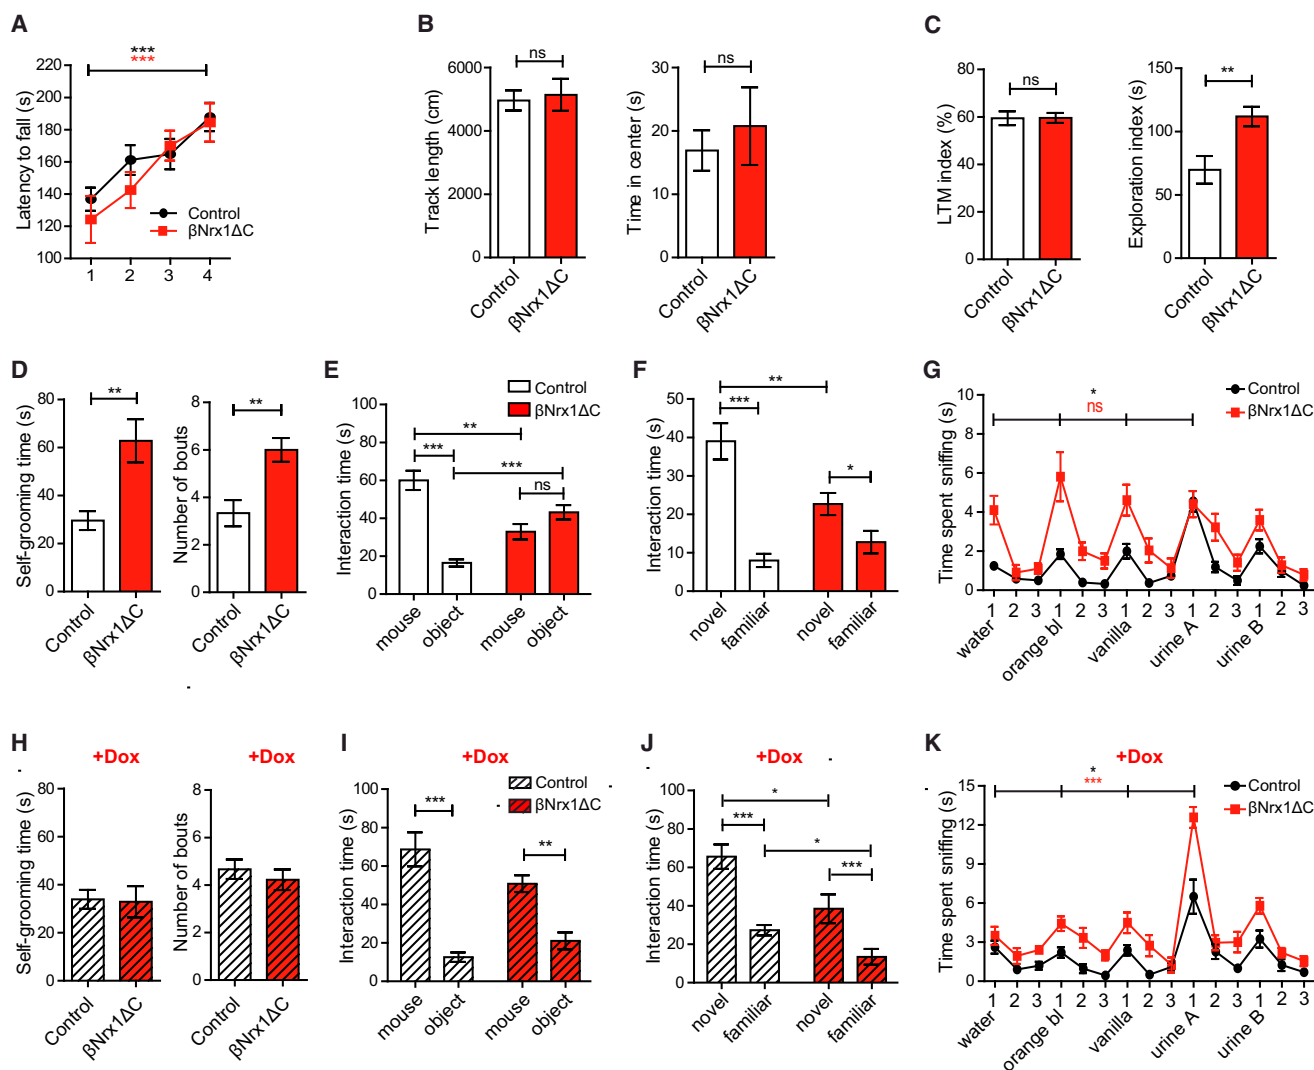 A
***
***
Latency to fall (s)
220
200
180
160
140
120
100
1 2 3 4
Control
βNrx1ΔC
B
ns
Track length (cm)
6000
4000
2000
0
Control
βNrx1ΔC
ns
Time in center (s)
30
20
10
0
Control
βNrx1ΔC
C
ns
LTM index (%)
80
60
40
20
0
Control
βNrx1ΔC
**
Exploration index (s)
150
100
50
0
Control
βNrx1ΔC
D
**
Self-grooming time (s)
80
60
40
20
0
Control
βNrx1ΔC
**
Number of bouts
8
6
4
2
0
Control
βNrx1ΔC
E
Control
βNrx1ΔC
Interaction time (s)
100
80
60
40
20
0
**
***
***
ns
mouse
object
mouse
object
F
Interaction time (s)
50
40
30
20
10
0
**
***
*
novel
familiar
novel
familiar
G
Control
βNrx1ΔC
*
ns
Time spent sniffing (s)
10
8
6
4
2
0
1 2 3 1 2 3 1 2 3 1 2 3 1 2 3
water
orange bl
vanilla
urine A
urine B
H
+Dox
Self-grooming time (s)
80
60
40
20
0
Control
βNrx1ΔC
+Dox
Number of bouts
8
6
4
2
0
Control
βNrx1ΔC
I
+Dox
Control
βNrx1ΔC
Interaction time (s)
100
80
60
40
20
0
***
**
mouse
object
mouse
object
J
+Dox
Interaction time (s)
100
80
60
40
20
0
*
***
*
***
novel
familiar
novel
familiar
K
+Dox
Control
βNrx1ΔC
*
***
Time spent sniffing (s)
15
12
9
6
3
0
1 2 3 1 2 3 1 2 3 1 2 3 1 2 3
water
orange bl
vanilla
urine A
urine B